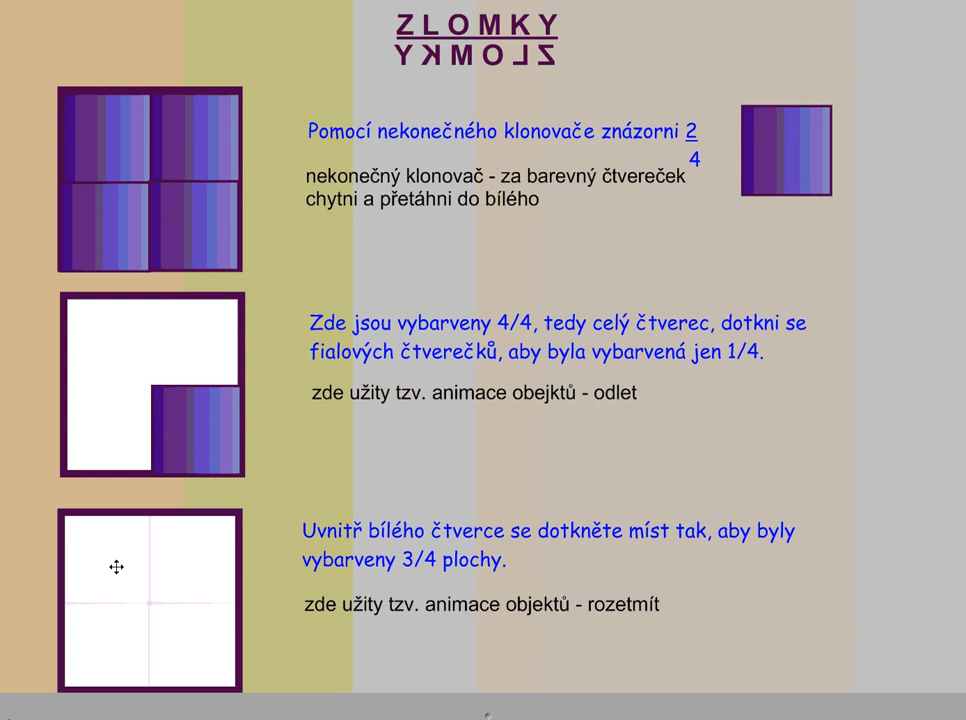 ZLOMKY
ZLOMKY
Pomocí nekonečného klonovače znázorni 2
4
nekonečný klonovač - za barevný čtvereček
chytni a přetáhni do bílého
Zde jsou vybarveny 4/4, tedy celý čtverec, dotkni se
fialových čtverečků, aby byla vybarvená jen 1/4.
zde užity tzv. animace obejktů - odlet
Uvnitř bílého čtverce se dotkněte míst tak, aby byly
vybarveny 3/4 plochy.
zde užity tzv. animace objektů - rozetmít